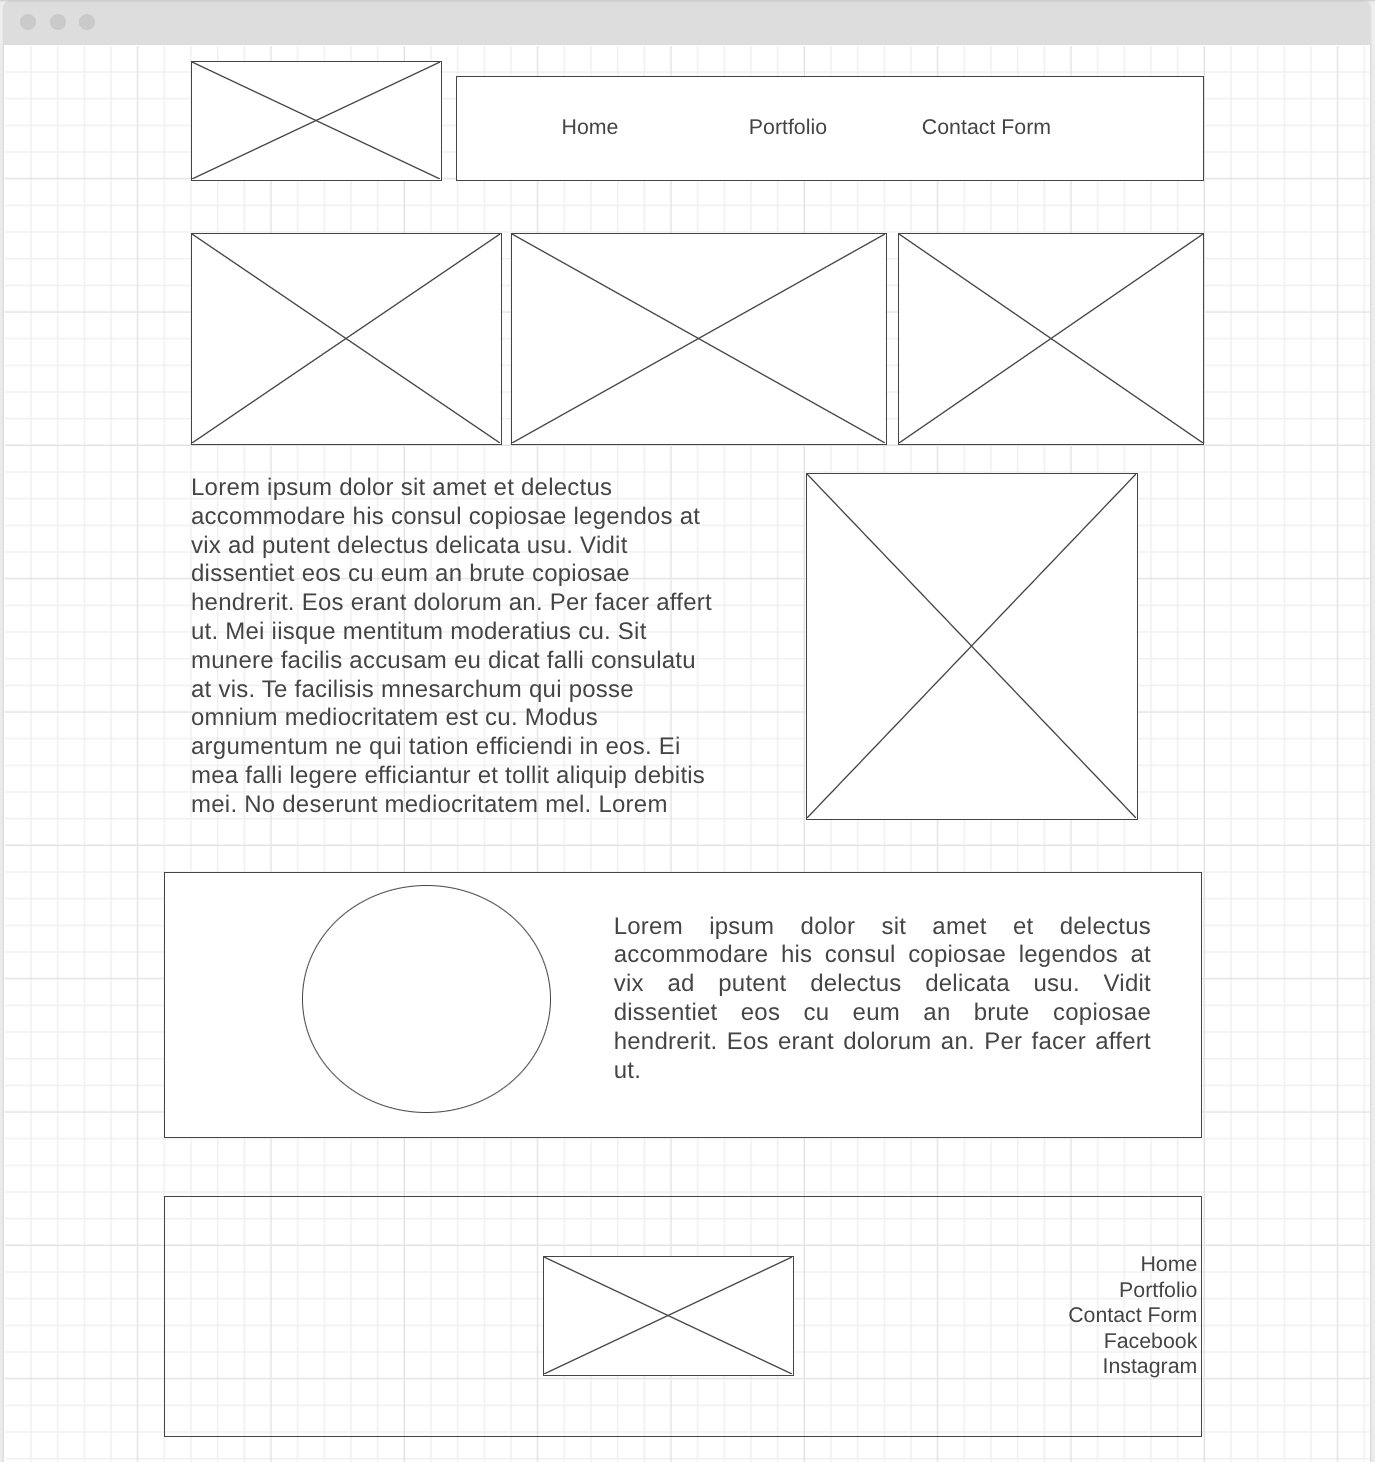 Home
Portfolio
Contact Form
Lorem ipsum dolor sit amet et delectus
accommodare his consul copiosae legendos at
vix ad putent delectus delicata usu. Vidit
dissentiet eos cu eum an brute copiosae
hendrerit. Eos erant dolorum an. Per facer affert
ut. Mei iisque mentitum moderatius cu. Sit
munere facilis accusam eu dicat falli consulatu
at vis. Te facilisis mnesarchum qui posse
omnium mediocritatem est cu. Modus
argumentum ne qui tation efficiendi in eos. Ei
mea falli legere efficiantur et tollit aliquip debitis
mei. No deserunt mediocritatem mel. Lorem
Lorem ipsum dolor sit amet et delectus
accommodare his consul copiosae legendos at
vix ad putent delectus delicata usu. Vidit
dissentiet eos cu eum an brute copiosae
hendrerit. Eos erant dolorum an. Per facer affert
ut.
Home
Portfolio
Contact Form
Facebook
Instagram